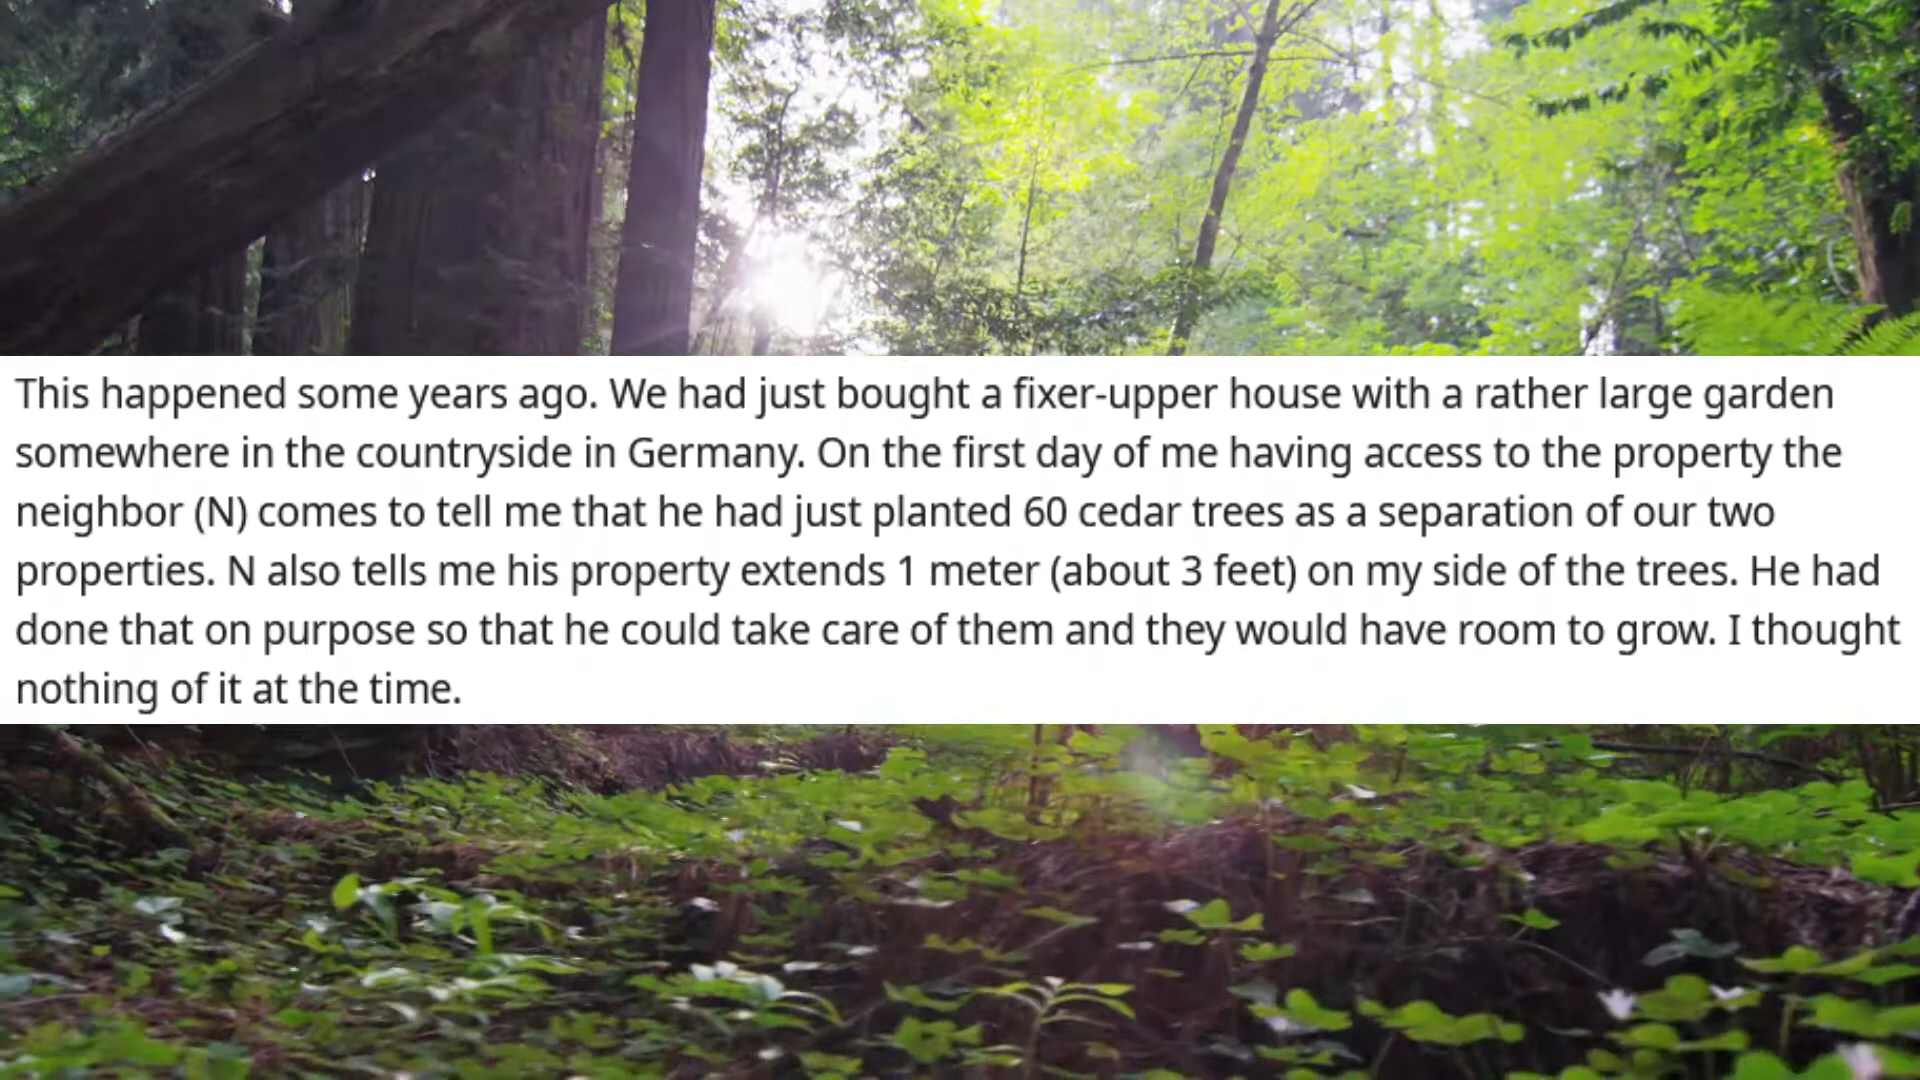 This happened some years ago. We had just bought a fixer-upper house with a rather large garden
somewhere in the countryside in Germany. On the first day of me having access to the property the
neighbor (N) comes to tell me that he had just planted 60 cedar trees as a separation of our two
properties. N also tells me his property extends 1 meter (about 3 feet) on my side of the trees. He had
done that on purpose so that he could take care of them and they would have room to grow. I thought
nothing of it at the time.